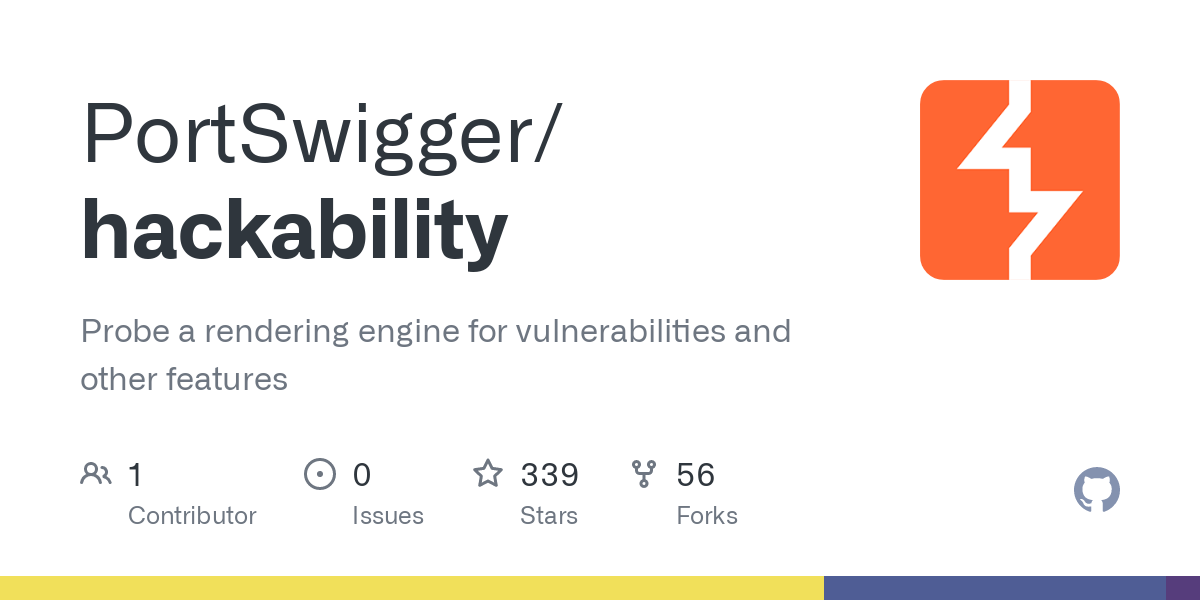 PortSwigger/
hackability
Probe a rendering engine for vulnerabilities and
other features
1 0 339 56
Contributor Issues Stars Forks